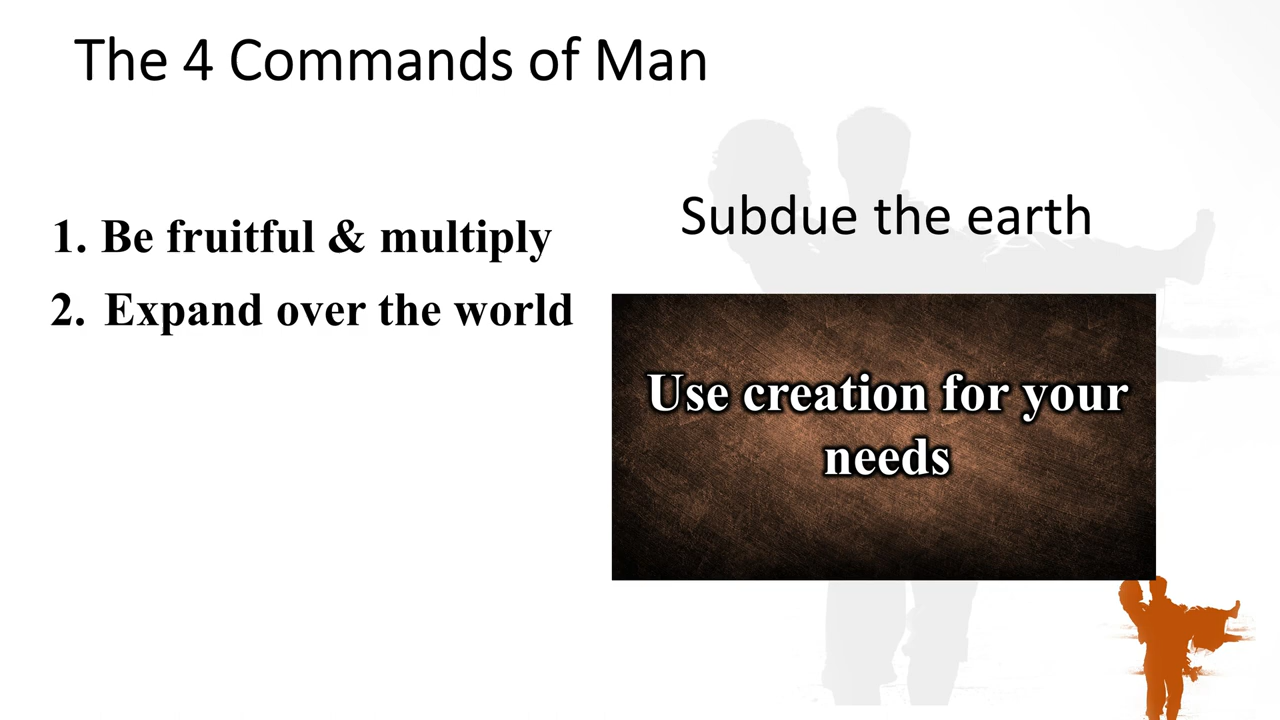 The 4 Commands of Man
1. Be fruitful & multiply
2. Expand over the world
Subdue the earth
Use creation for your
needs